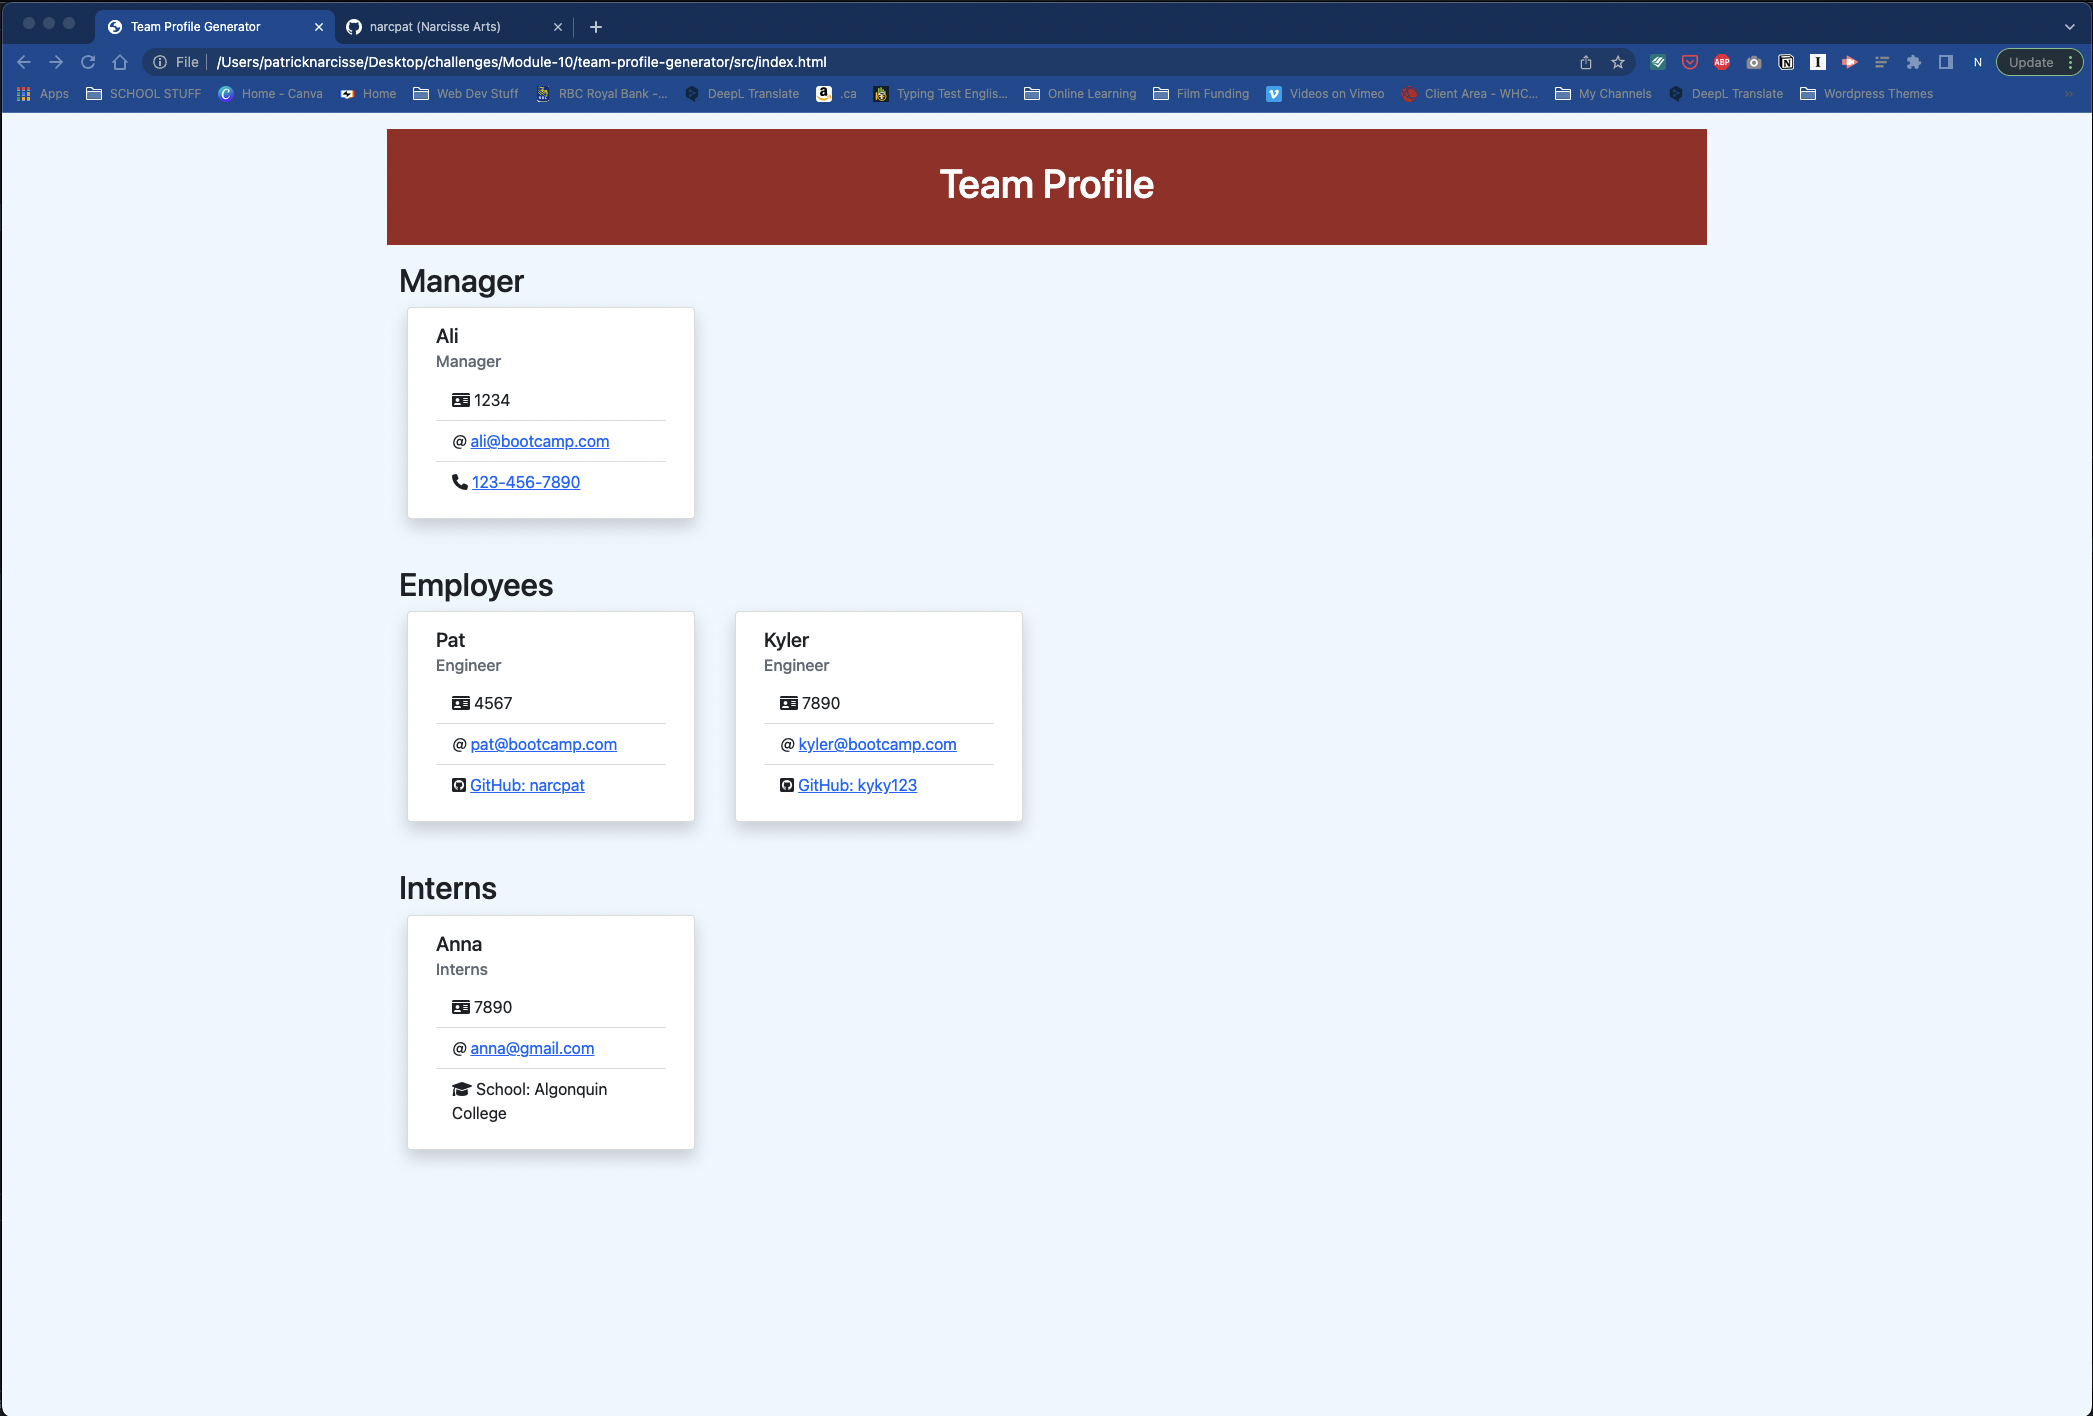 Team Profile Generator
narcpat (Narcisse Arts)
File
/Users/patricknarcisse/Desktop/challenges/Module-10/team-profile-generator/src/index.html
ABP
N
Update
Apps
SCHOOL STUFF
Home - Canva
Home
Web Dev Stuff
RBC Royal Bank -...
DeepL Translate
.ca
Typing Test Englis...
Online Learning
Film Funding
Videos on Vimeo
Client Area - WHC...
My Channels
DeepL Translate
Wordpress Themes
Team Profile
Manager
Ali
Manager
1234
@ ali@bootcamp.com
123-456-7890
Employees
Pat
Engineer
4567
@ pat@bootcamp.com
GitHub: narcpat
Kyler
Engineer
7890
@ kyler@bootcamp.com
GitHub: kyky123
Interns
Anna
Interns
7890
@ anna@gmail.com
School: Algonquin
College